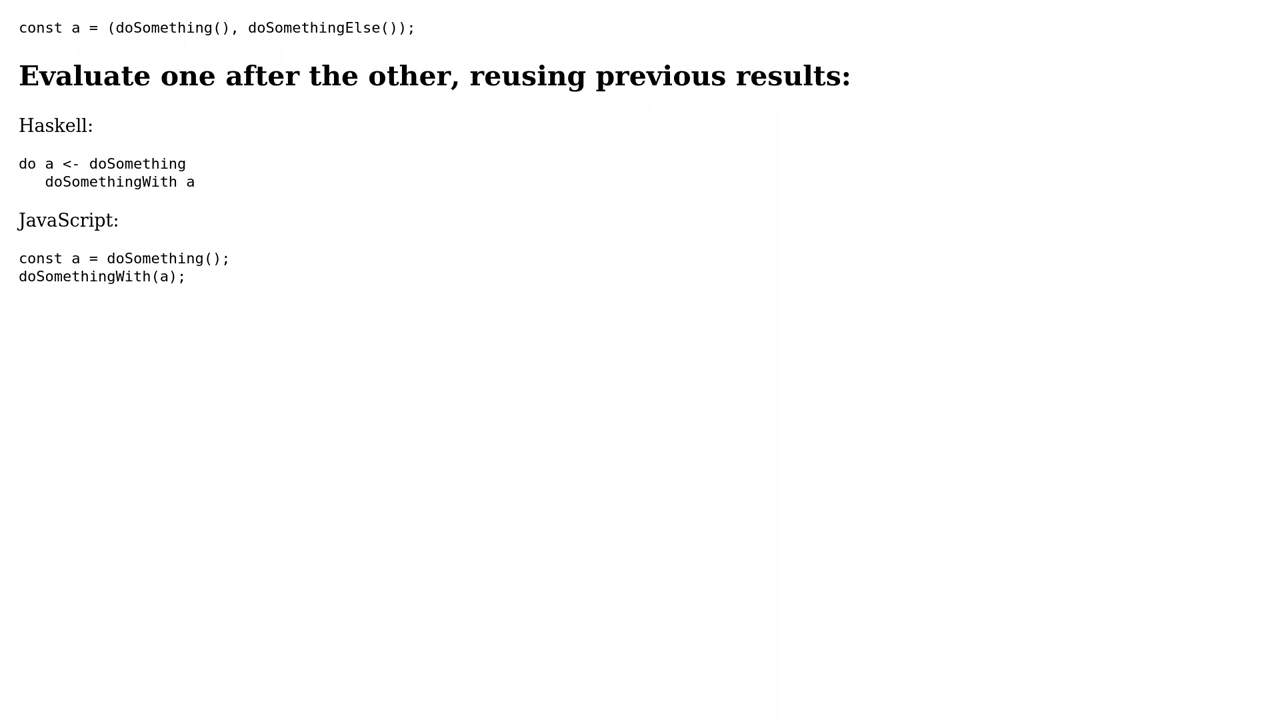 const a = (doSomething(), doSomethingElse());
Evaluate one after the other, reusing previous results:
Haskell:
do a <- doSomething
   doSomethingWith a
JavaScript:
const a = doSomething();
doSomethingWith(a);